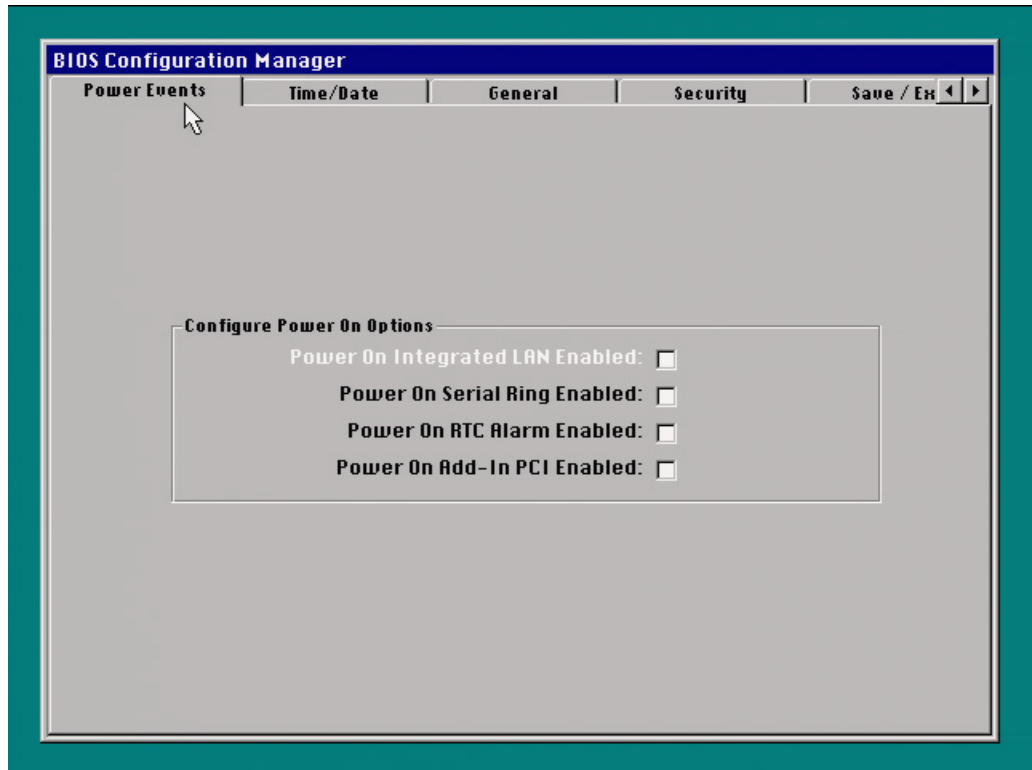 BIOS Configuration Manager
Power Events Time/Date General Security Save / Ex
Configure Power On Options
Power On Integrated LAN Enabled:
Power On Serial Ring Enabled:
Power On RTC Alarm Enabled:
Power On Add-In PCI Enabled: